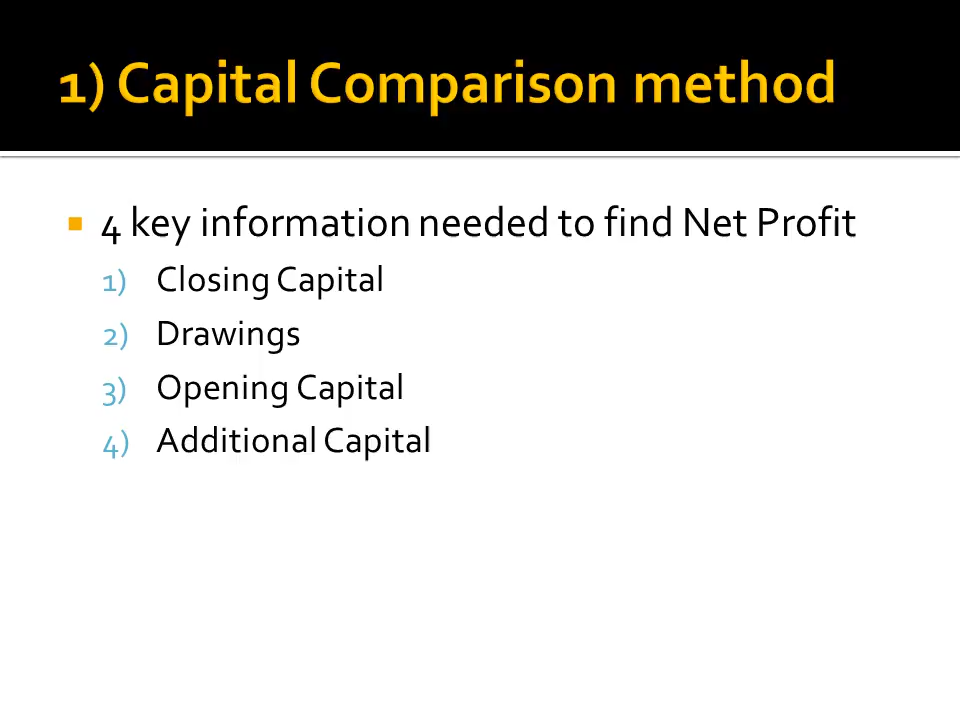 1) Capital Comparison method
▪ 4 key information needed to find Net Profit
1) Closing Capital
2) Drawings
3) Opening Capital
4) Additional Capital